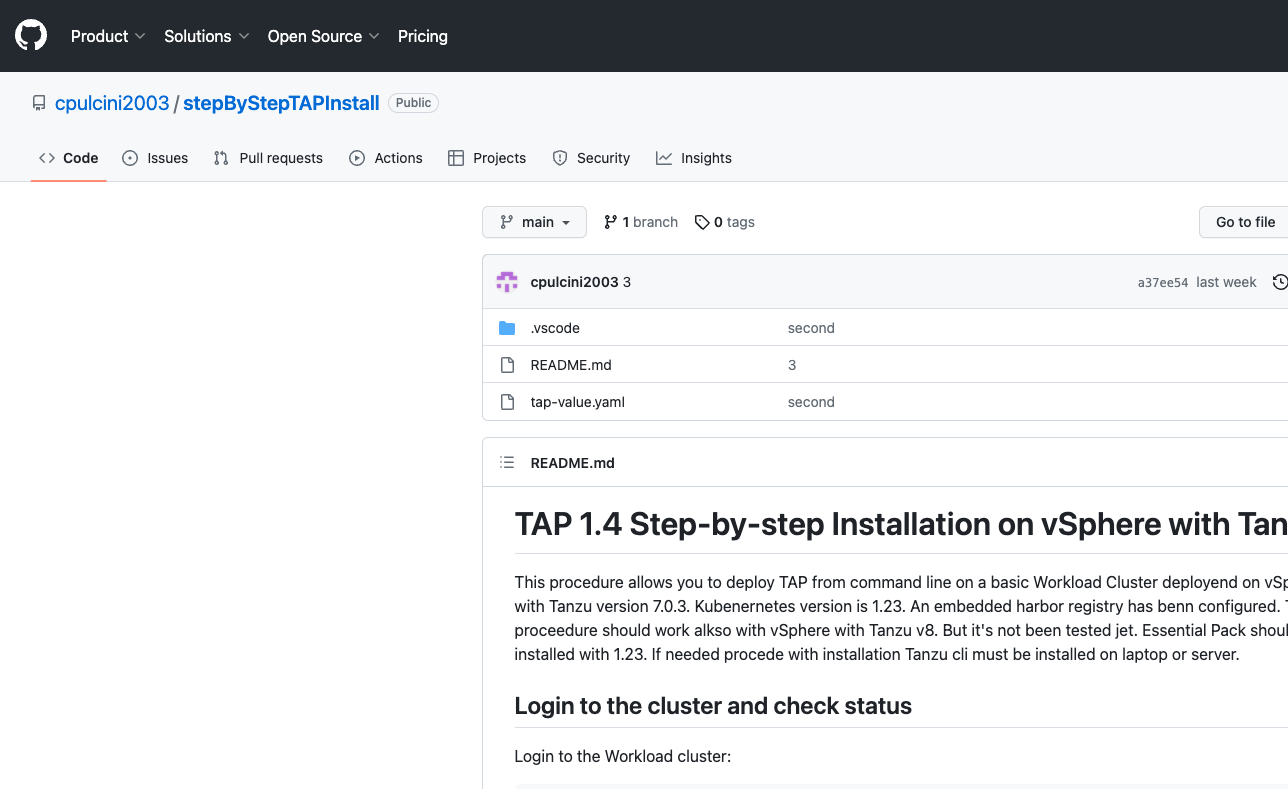 Product Solutions Open Source Pricing
cpulcini2003 / stepByStepTAPInstall Public
Code Issues Pull requests Actions Projects Security Insights
main 1 branch 0 tags Go to file
cpulcini2003 3 a37ee54 last week
.vscode second
README.md 3
tap-value.yaml second
README.md
TAP 1.4 Step-by-step Installation on vSphere with Tan
This procedure allows you to deploy TAP from command line on a basic Workload Cluster deployend on vSp
with Tanzu version 7.0.3. Kubenernetes version is 1.23. An embedded harbor registry has benn configured. T
proceedure should work alkso with vSphere with Tanzu v8. But it's not been tested jet. Essential Pack shoul
installed with 1.23. If needed procede with installation Tanzu cli must be installed on laptop or server.
Login to the cluster and check status
Login to the Workload cluster: